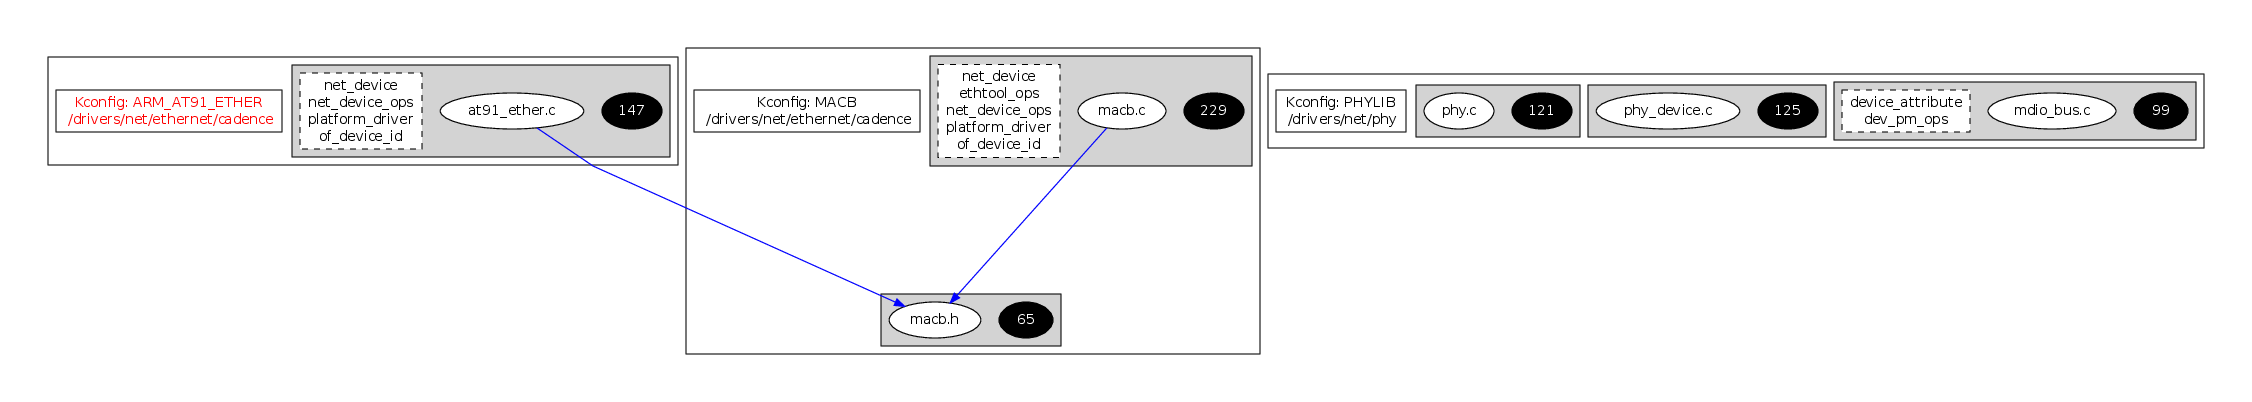 Kconfig: ARM_AT91_ETHER
/drivers/net/ethernet/cadence
net_device
net_device_ops
platform_driver
of_device_id
at91_ether.c
147
Kconfig: MACB
/drivers/net/ethernet/cadence
net_device
ethtool_ops
net_device_ops
platform_driver
of_device_id
macb.c
229
macb.h
65
Kconfig: PHYLIB
/drivers/net/phy
phy.c
121
phy_device.c
125
device_attribute
dev_pm_ops
mdio_bus.c
99